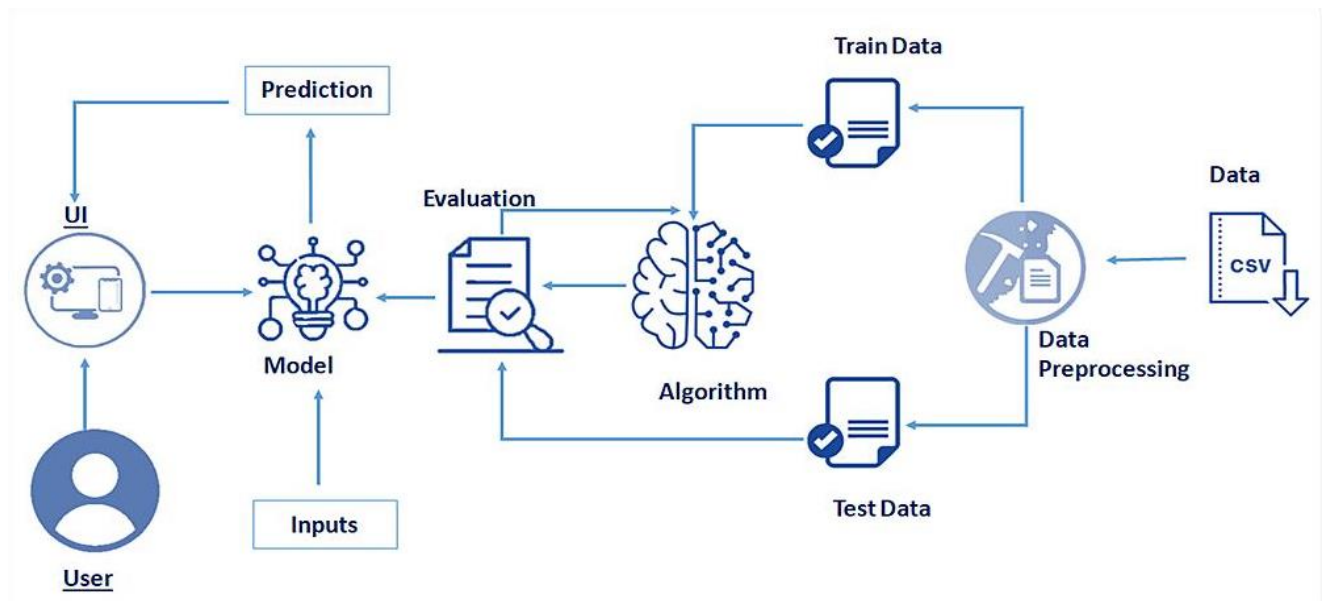 Train Data
Prediction
Data
Evaluation
UI
CSV
Data
Preprocessing
Model
Algorithm
Test Data
Inputs
User